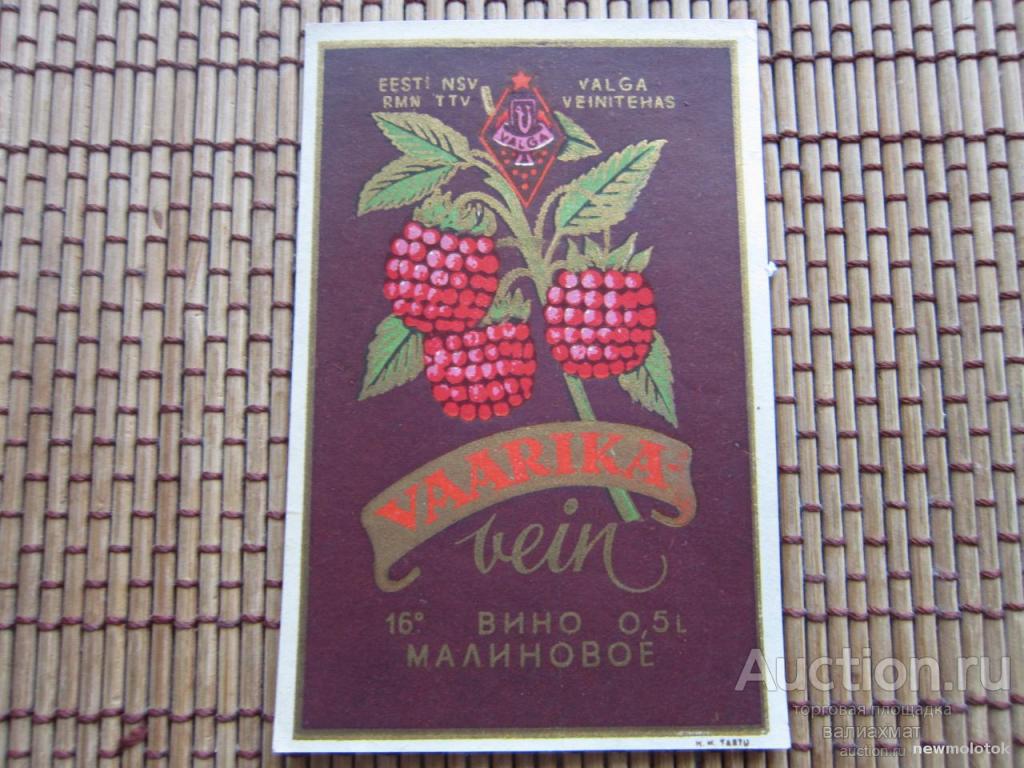 EESTI NSV
RMN TTV
VALGA
VEINITEHAS
VALGA
VAARIKA-
vein
16° ВИНО 0,5L
МАЛИНОВОЕ
TARTU
Auction.ru
торговая площадка
валиахмат
auction.ru newmolotok